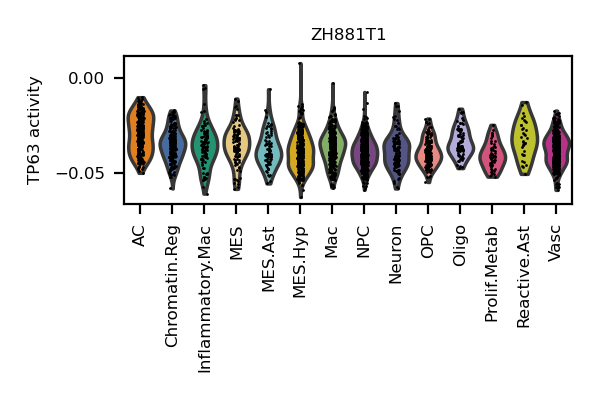 ZH881T1
TP63 activity
0.00
−0.05
AC
Chromatin.Reg
Inflammatory.Mac
MES
MES.Ast
MES.Hyp
Mac
NPC
Neuron
OPC
Oligo
Prolif.Metab
Reactive.Ast
Vasc